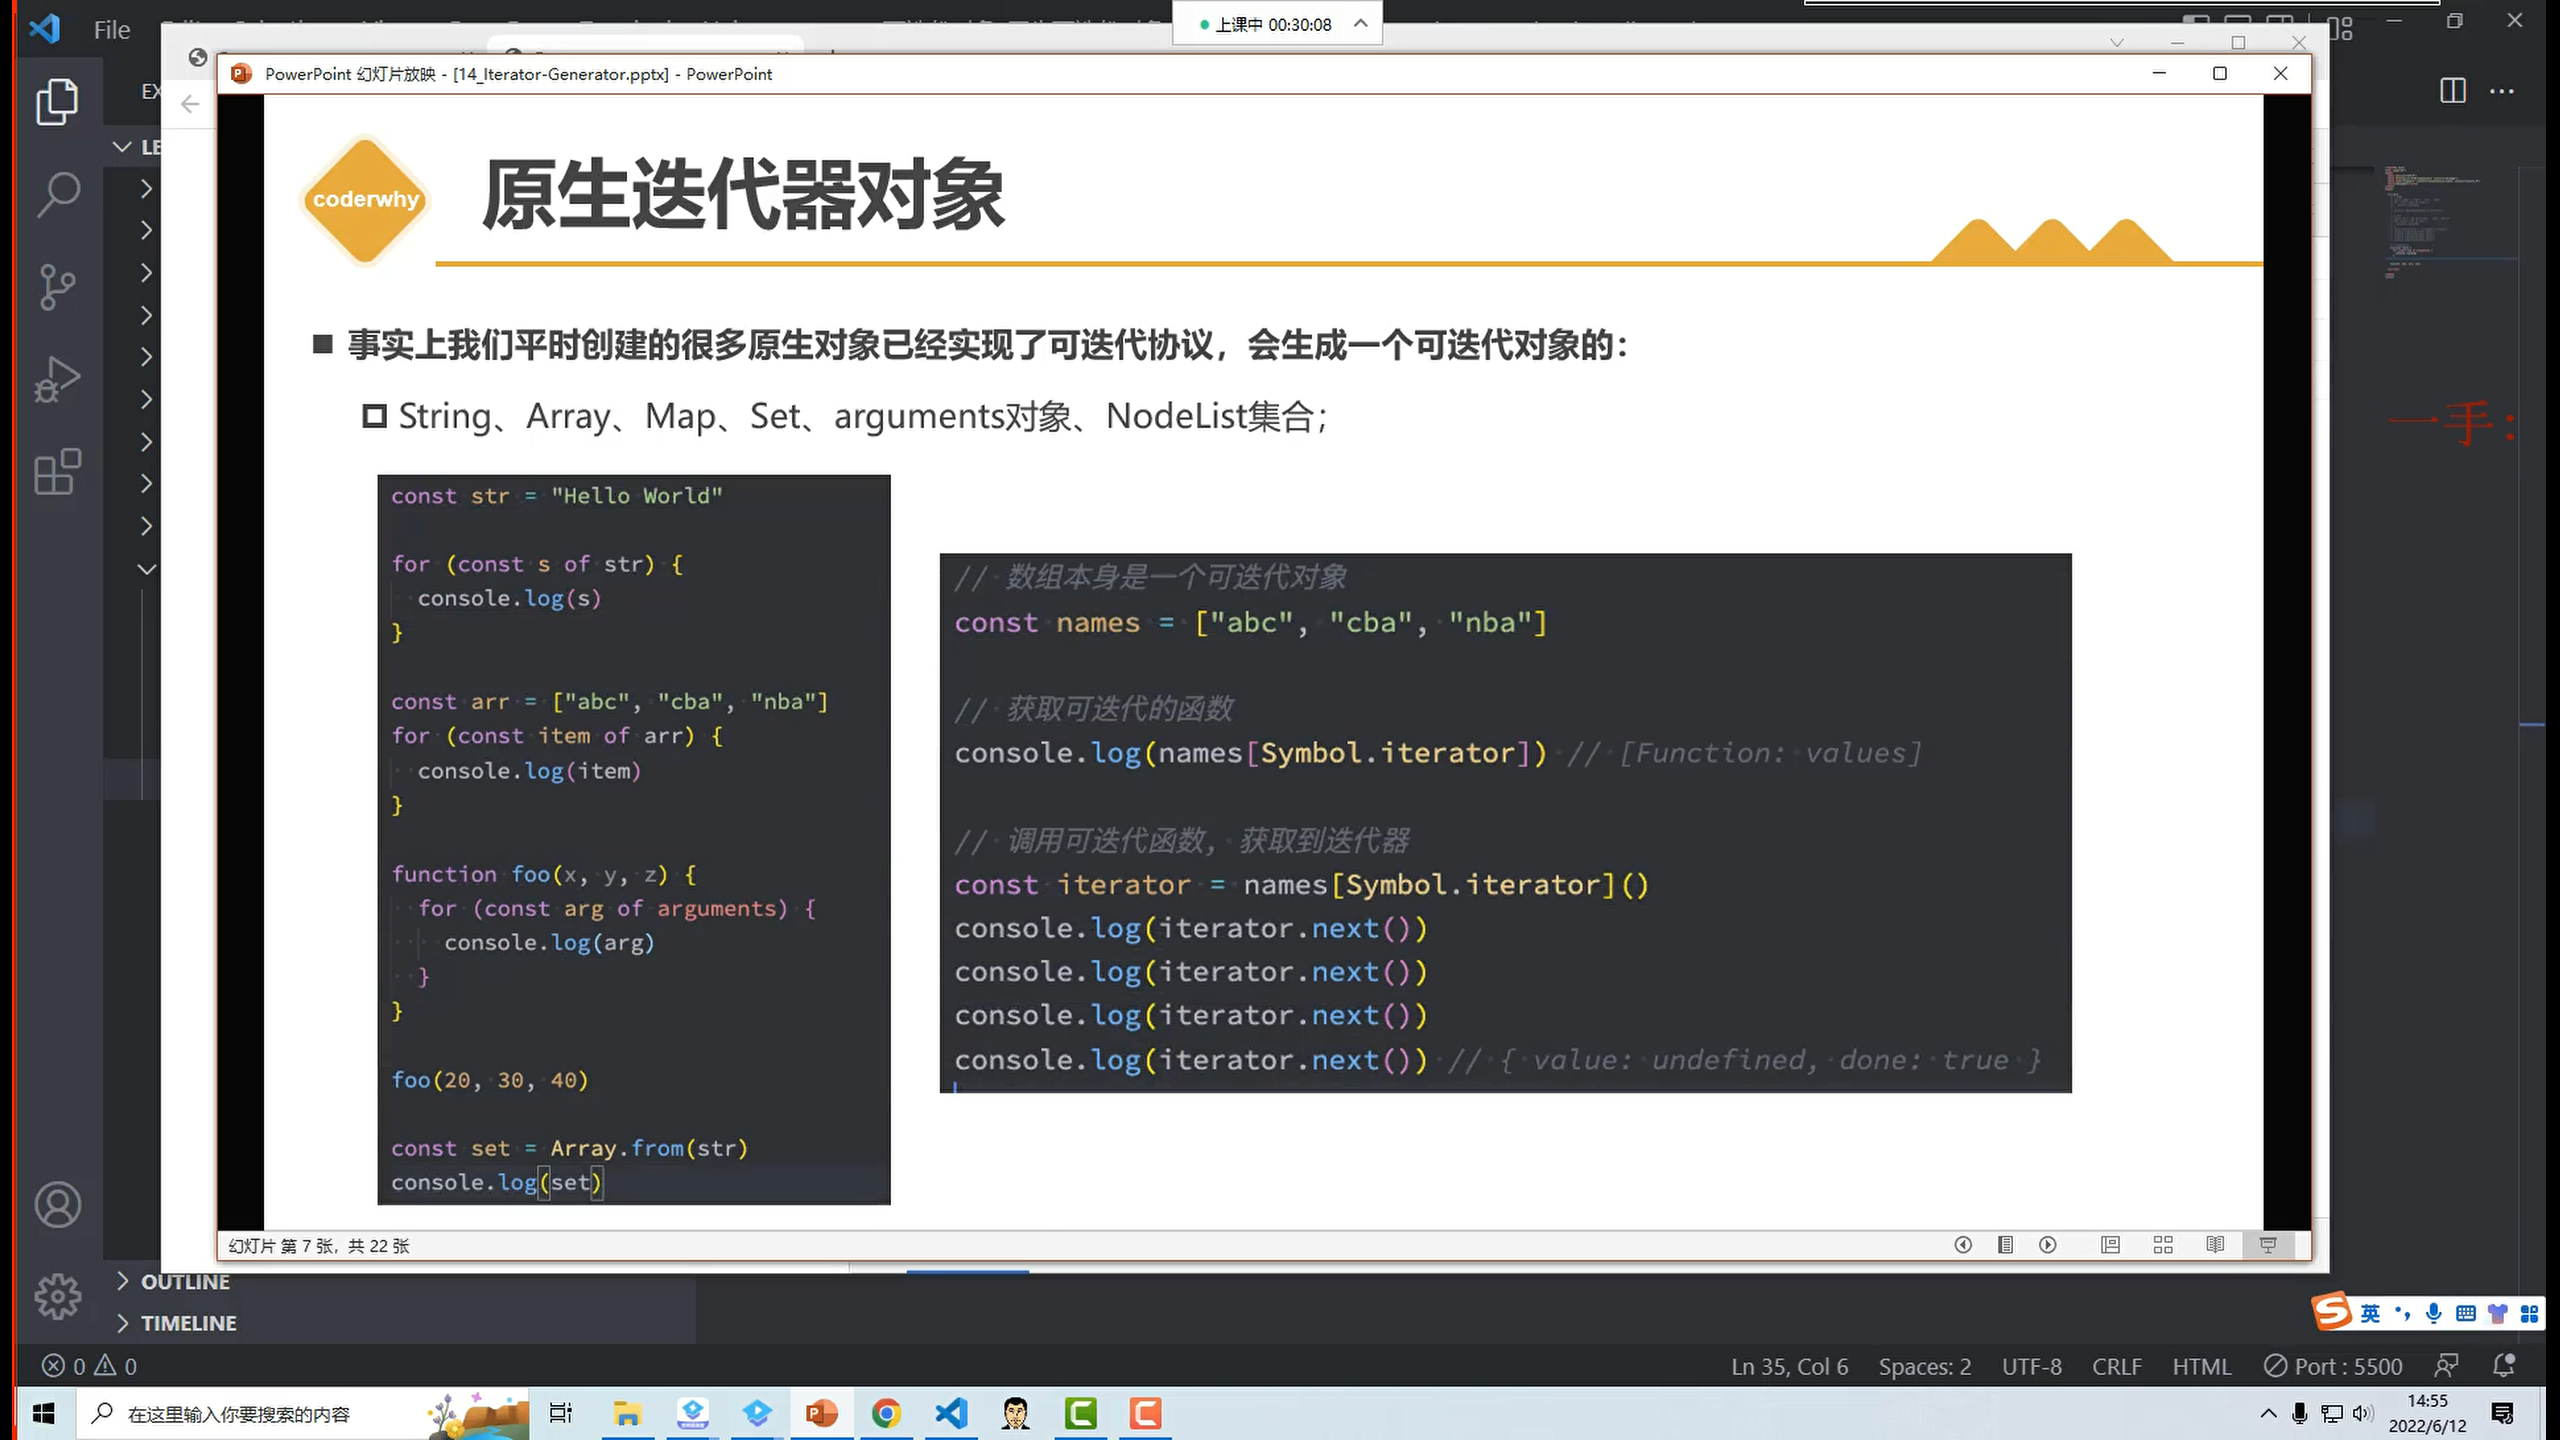 上课中 00:30:08
File
PowerPoint 幻灯片放映 - [14_Iterator-Generator.pptx] - PowerPoint
EX
LE
coderwhy
原生迭代器对象
事实上我们平时创建的很多原生对象已经实现了可迭代协议，会生成一个可迭代对象的：
String、Array、Map、Set、arguments对象、NodeList集合；
一手：
const str = "Hello World"
for (const s of str) {
console.log(s)
}
const arr = ["abc", "cba", "nba"]
for (const item of arr) {
console.log(item)
}
function foo(x, y, z) {
for (const arg of arguments) {
console.log(arg)
}
}
foo(20, 30, 40)
const set = Array.from(str)
console.log(set)
// 数组本身是一个可迭代对象
const names = ["abc", "cba", "nba"]
// 获取可迭代的函数
console.log(names[Symbol.iterator]) // [Function: values]
// 调用可迭代函数, 获取到迭代器
const iterator = names[Symbol.iterator]()
console.log(iterator.next())
console.log(iterator.next())
console.log(iterator.next())
console.log(iterator.next()) // { value: undefined, done: true }
幻灯片 第 7 张，共 22 张
OUTLINE
TIMELINE
英
0 0
Ln 35, Col 6 Spaces: 2 UTF-8 CRLF HTML Port : 5500
在这里输入你要搜索的内容
14:55
2022/6/12